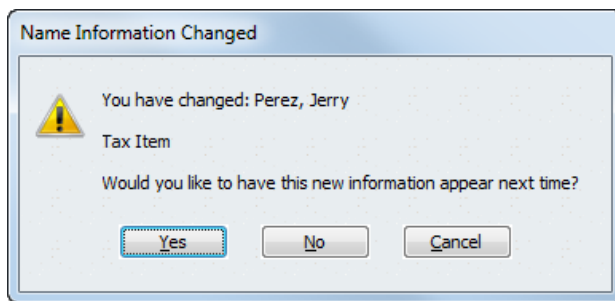 Name Information Changed
You have changed: Perez, Jerry
Tax Item
Would you like to have this new information appear next time?
Yes No Cancel